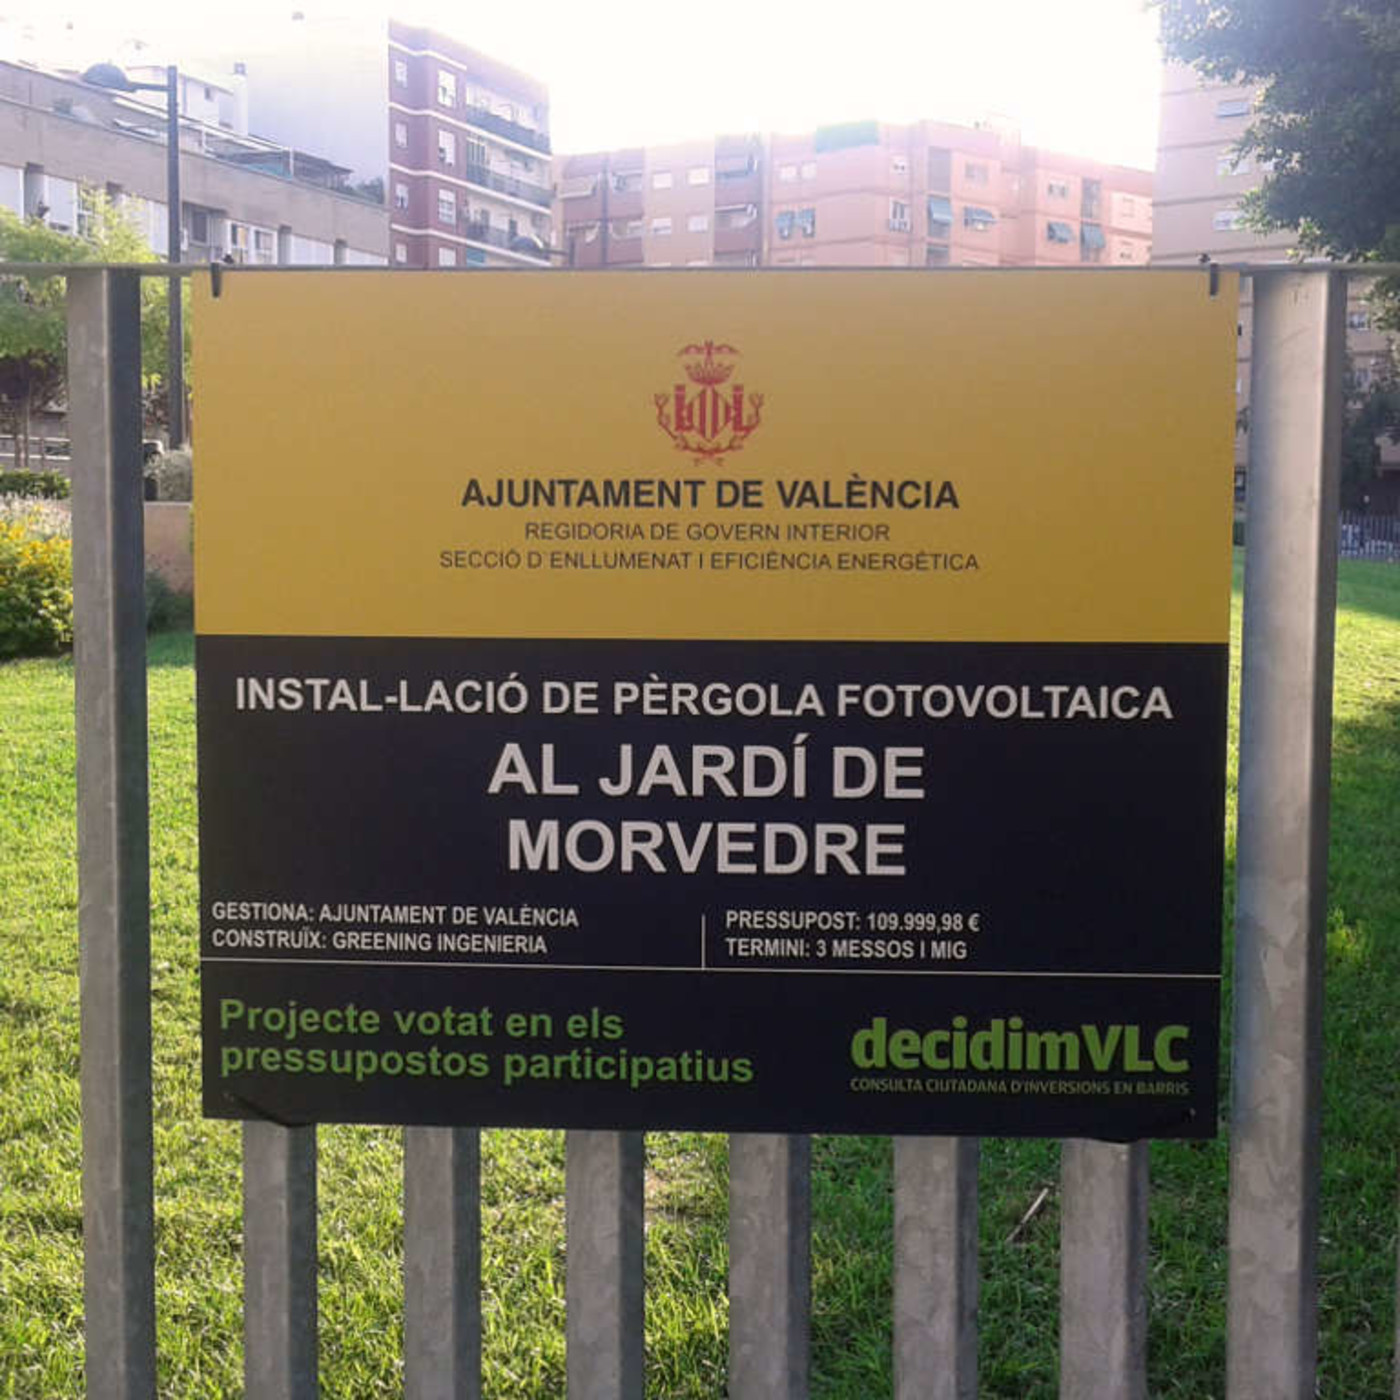 AJUNTAMENT DE VALÈNCIA
REGIDORIA DE GOVERN INTERIOR
SECCIÓ D´ENLLUMENAT I EFICIÈNCIA ENERGÈTICA
INSTAL-LACIÓ DE PÈRGOLA FOTOVOLTAICA
AL JARDÍ DE
MORVEDRE
GESTIONA: AJUNTAMENT DE VALÈNCIA
CONSTRUÏX: GREENING INGENIERIA
PRESSUPOST: 109.999,98 €
TERMINI: 3 MESSOS I MIG
Projecte votat en els
pressupostos participatius
decidimVLC
CONSULTA CIUTADANA D'INVERSIONS EN BARRIS